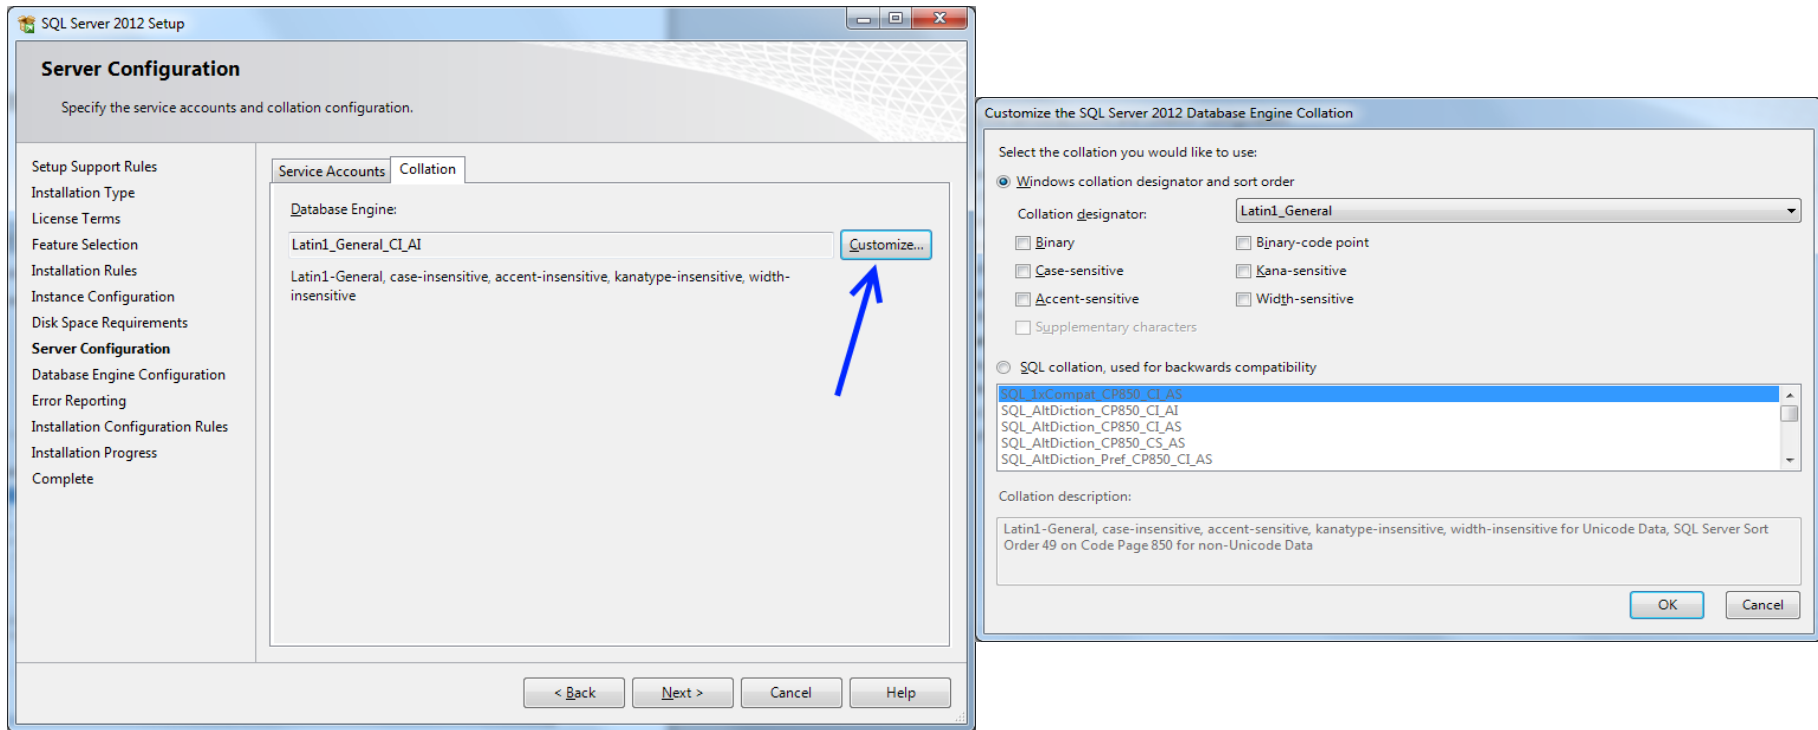 SQL Server 2012 Setup
Server Configuration
Specify the service accounts and collation configuration.
Setup Support Rules
Installation Type
License Terms
Feature Selection
Installation Rules
Instance Configuration
Disk Space Requirements
Server Configuration
Database Engine Configuration
Error Reporting
Installation Configuration Rules
Installation Progress
Complete
Service Accounts
Collation
Database Engine:
Latin1_General_CI_AI
Customize...
Latin1-General, case-insensitive, accent-insensitive, kanatype-insensitive, width-
insensitive
< Back
Next >
Cancel
Help
Customize the SQL Server 2012 Database Engine Collation
Select the collation you would like to use:
Windows collation designator and sort order
Collation designator:
Latin1_General
Binary
Binary-code point
Case-sensitive
Kana-sensitive
Accent-sensitive
Width-sensitive
Supplementary characters
SQL collation, used for backwards compatibility
SQL_1xCompat_CP850_CI_AS
SQL_AltDiction_CP850_CI_AI
SQL_AltDiction_CP850_CI_AS
SQL_AltDiction_CP850_CS_AS
SQL_AltDiction_Pref_CP850_CI_AS
Collation description:
Latin1-General, case-insensitive, accent-sensitive, kanatype-insensitive, width-insensitive for Unicode Data, SQL Server Sort
Order 49 on Code Page 850 for non-Unicode Data
OK
Cancel